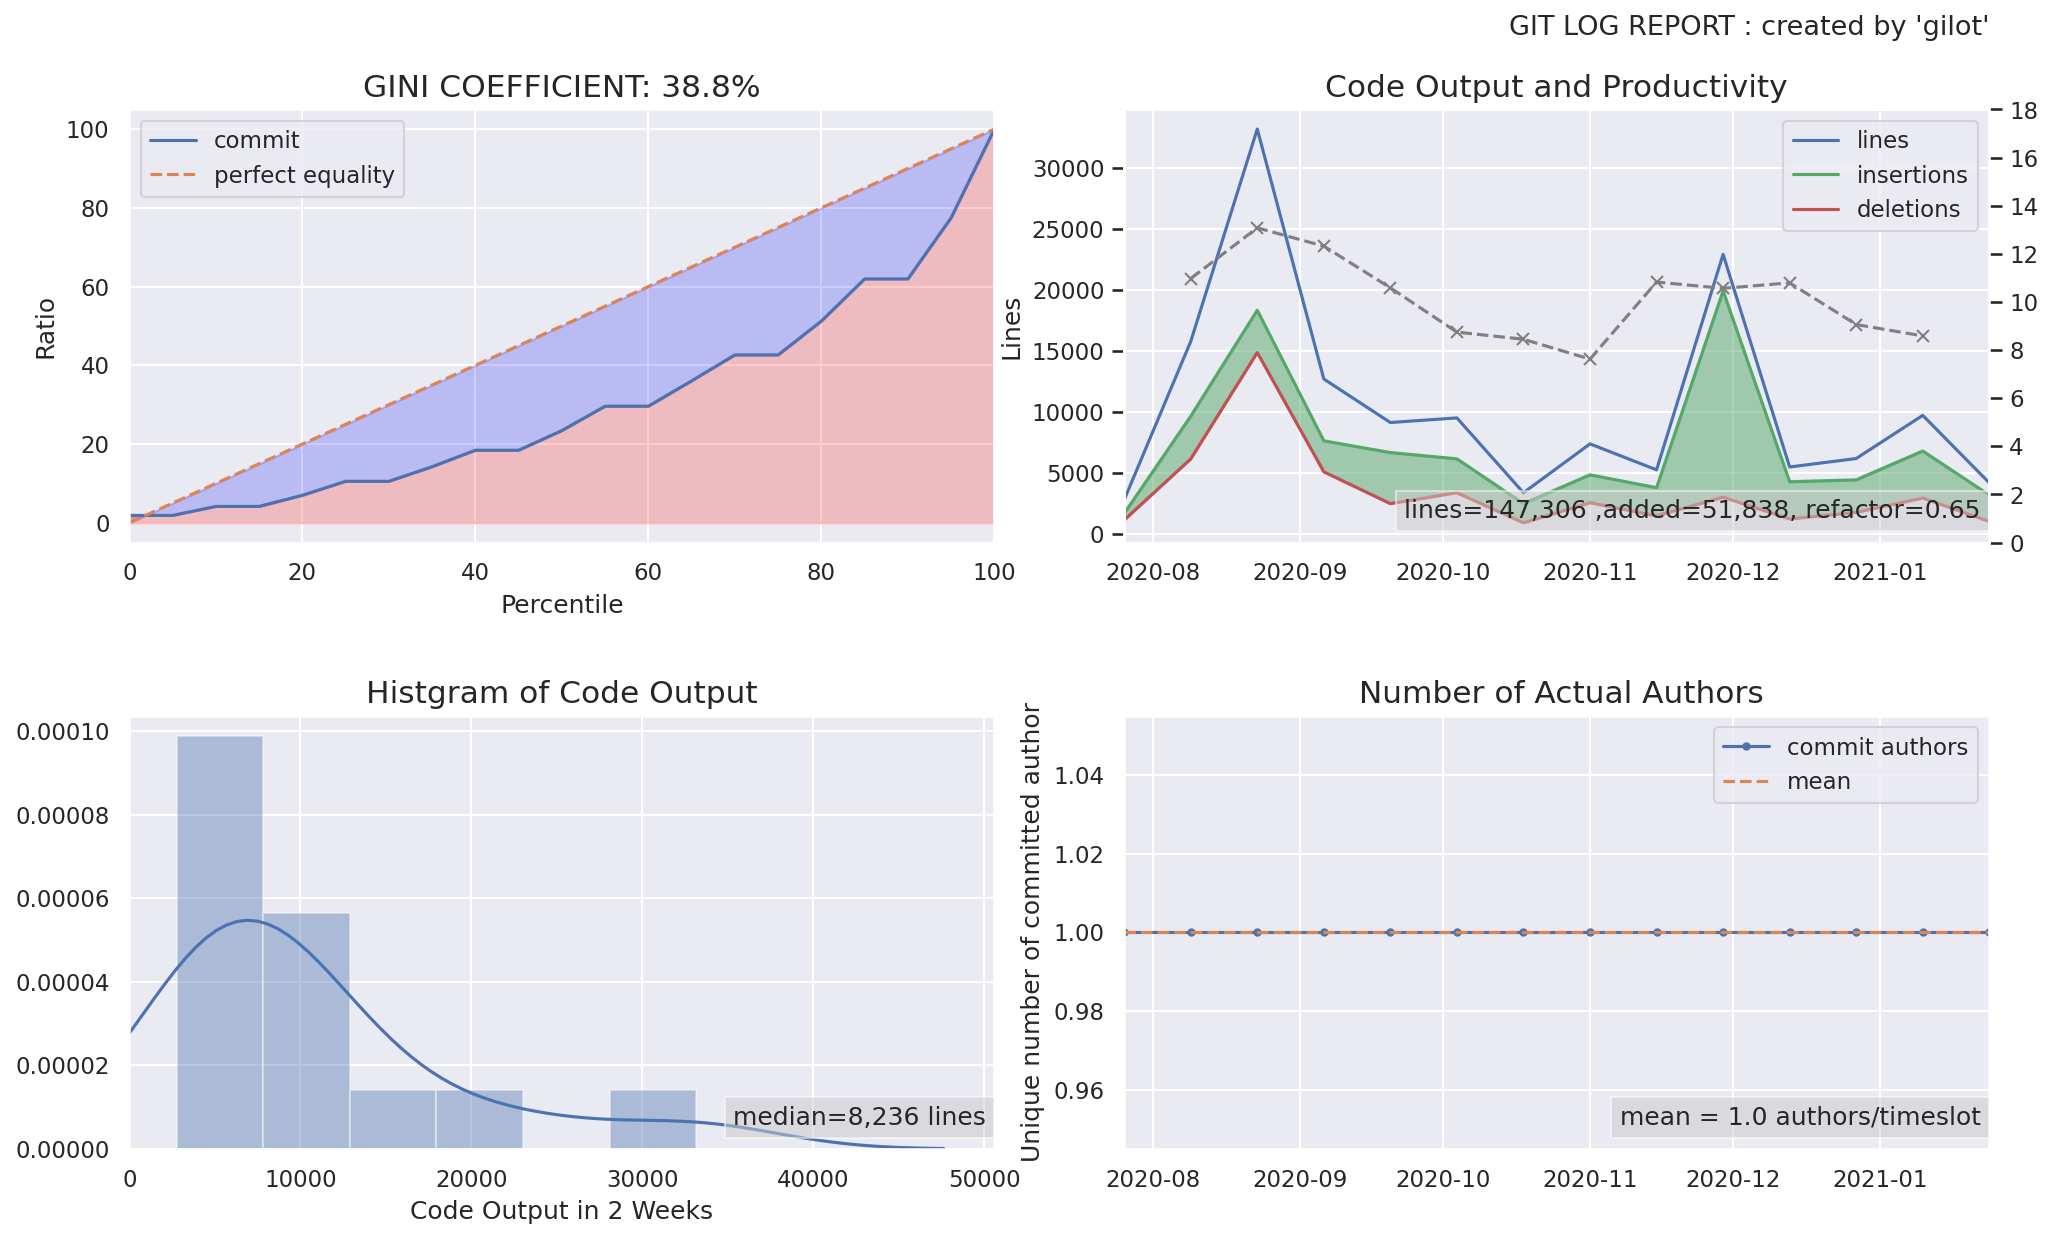 GIT LOG REPORT : created by 'gilot'
GINI COEFFICIENT: 38.8%
100
80
60
40
20
0
Ratio
commit
perfect equality
0 20 40 60 80 100
Percentile
Code Output and Productivity
30000
25000
20000
15000
10000
5000
0
Lines
lines
insertions
deletions
18
16
14
12
10
8
6
4
2
0
lines=147,306 ,added=51,838, refactor=0.65
2020-08 2020-09 2020-10 2020-11 2020-12 2021-01
Histgram of Code Output
0.00010
0.00008
0.00006
0.00004
0.00002
0.00000
median=8,236 lines
0 10000 20000 30000 40000 50000
Code Output in 2 Weeks
Number of Actual Authors
Unique number of committed author
1.04
1.02
1.00
0.98
0.96
commit authors
mean
mean = 1.0 authors/timeslot
2020-08 2020-09 2020-10 2020-11 2020-12 2021-01